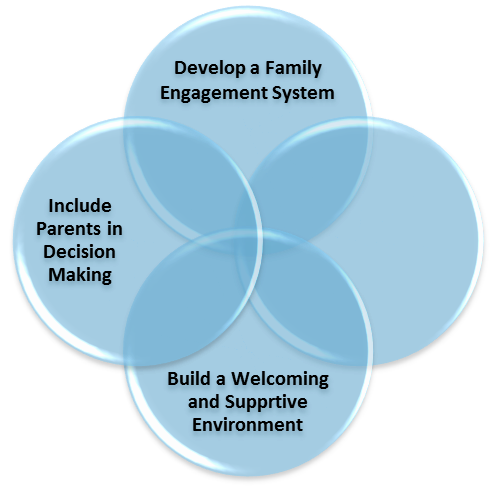 Develop a Family
Engagement System
Include
Parents in
Decision
Making
Build a Welcoming
and Supprtive
Environment